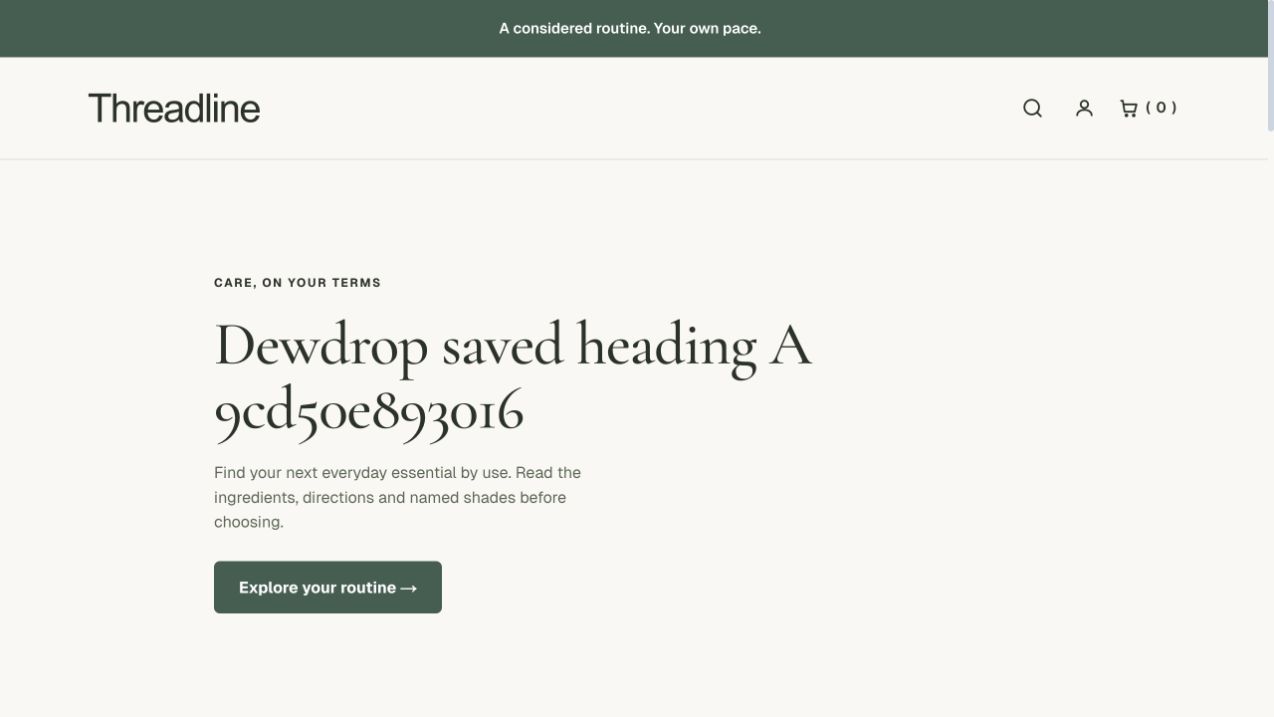 A considered routine. Your own pace.
Threadline
( 0 )
CARE, ON YOUR TERMS
Dewdrop saved heading A
9cd50e893016
Find your next everyday essential by use. Read the
ingredients, directions and named shades before
choosing.
Explore your routine →